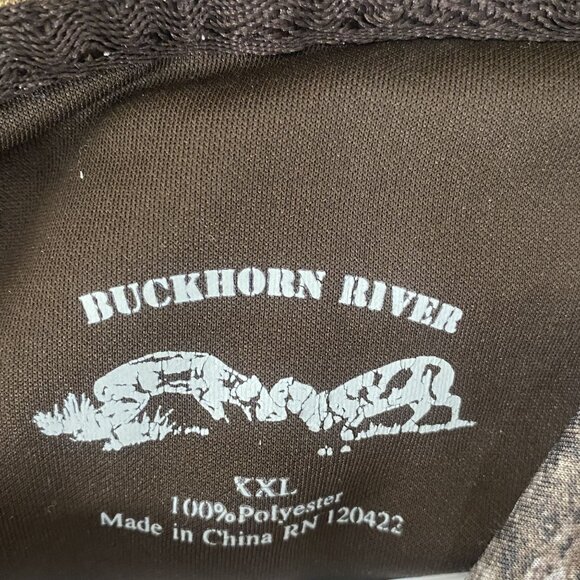 BUCKHORN RIVER
XXL
100%Polyester
Made in China RN 120422